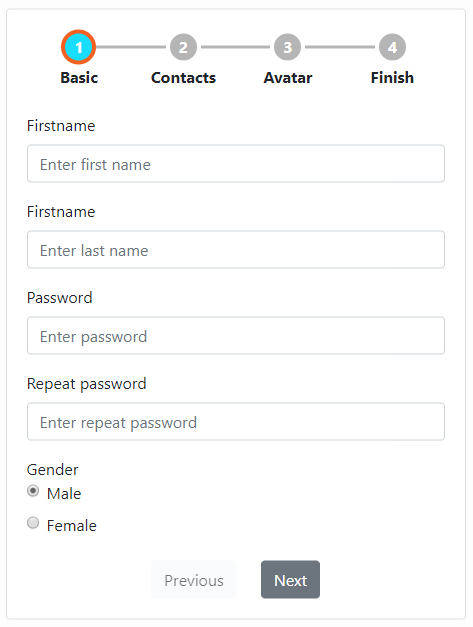 1 2 3 4
Basic Contacts Avatar Finish
Firstname
Enter first name
Firstname
Enter last name
Password
Enter password
Repeat password
Enter repeat password
Gender
Male
Female
Previous Next